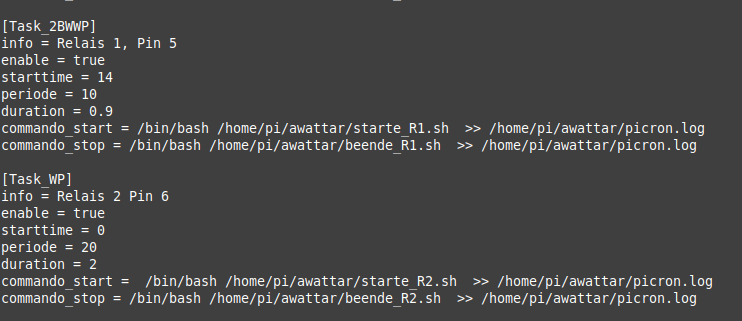 [Task_2BWWP]
info = Relais 1, Pin 5
enable = true
starttime = 14
periode = 10
duration = 0.9
commando_start = /bin/bash /home/pi/awattar/starte_R1.sh  >> /home/pi/awattar/picron.log
commando_stop = /bin/bash /home/pi/awattar/beende_R1.sh  >> /home/pi/awattar/picron.log
[Task_WP]
info = Relais 2 Pin 6
enable = true
starttime = 0
periode = 20
duration = 2
commando_start =  /bin/bash /home/pi/awattar/starte_R2.sh  >> /home/pi/awattar/picron.log
commando_stop = /bin/bash /home/pi/awattar/beende_R2.sh  >> /home/pi/awattar/picron.log